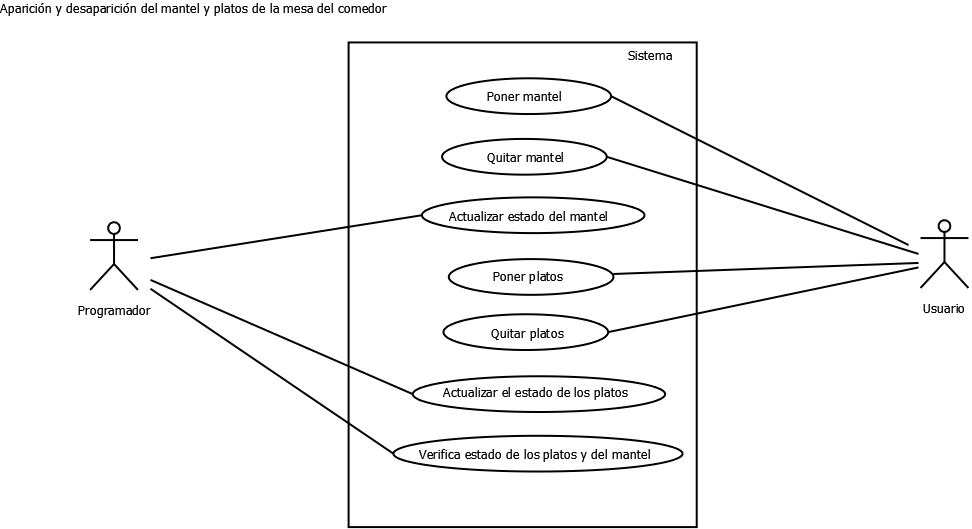 Aparición y desaparición del mantel y platos de la mesa del comedor
Sistema
Poner mantel
Quitar mantel
Actualizar estado del mantel
Poner platos
Programador
Usuario
Quitar platos
Actualizar el estado de los platos
Verifica estado de los platos y del mantel